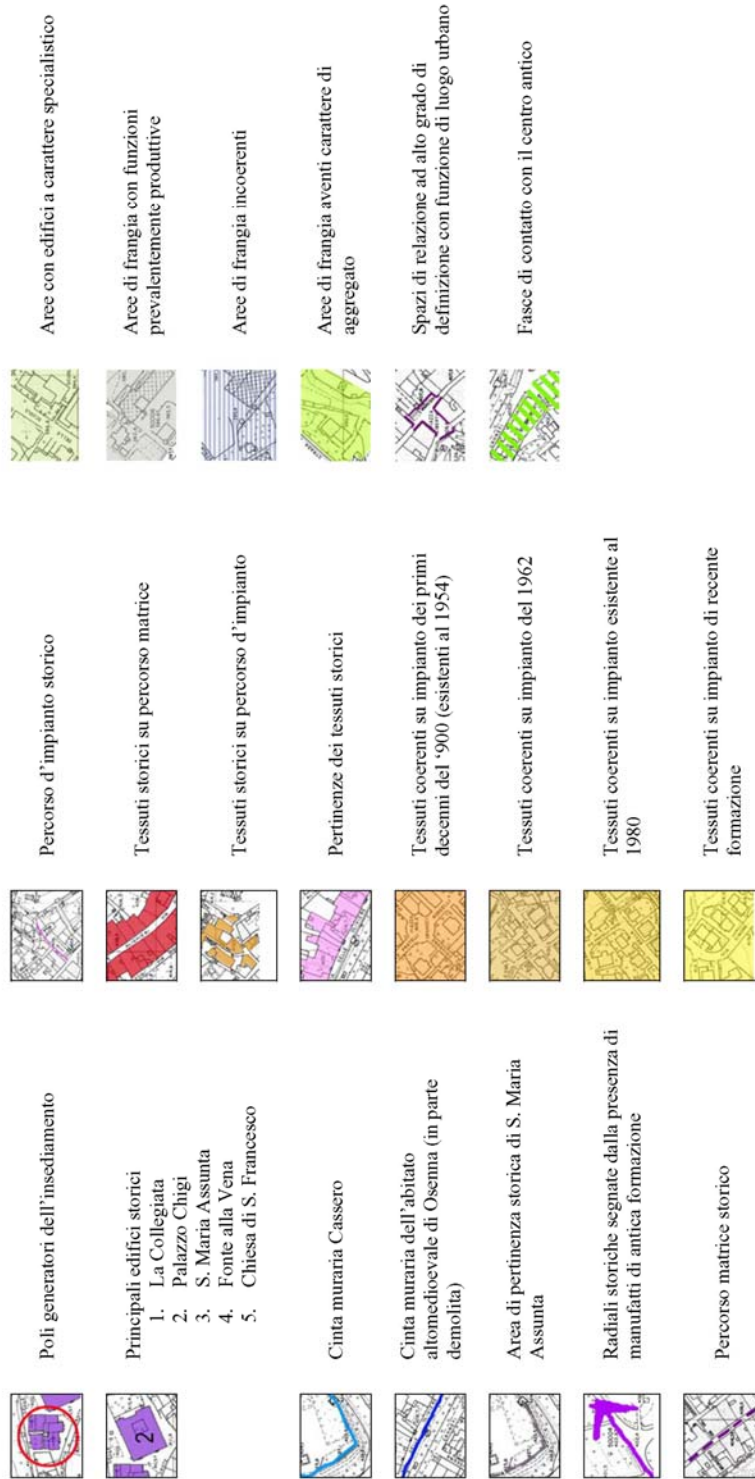 Poli generatori dell’insediamento
Principali edifici storici
1. La Collegiata
2. Palazzo Chigi
3. S. Maria Assunta
4. Fonte alla Vena
5. Chiesa di S. Francesco
2
Cinta muraria Cassero
Cinta muraria dell’abitato
altomedioevale di Osenna (in parte
demolita)
Area di pertinenza storica di S. Maria
Assunta
Radiali storiche segnate dalla presenza di
manufatti di antica formazione
Percorso matrice storico
Percorso d’impianto storico
Tessuti storici su percorso matrice
Tessuti storici su percorso d’impianto
Pertinenze dei tessuti storici
Tessuti coerenti su impianto dei primi
decenni del ‘900 (esistenti al 1954)
Tessuti coerenti su impianto del 1962
Tessuti coerenti su impianto esistente al
1980
Tessuti coerenti su impianto di recente
formazione
Aree con edifici a carattere specialistico
Aree di frangia con funzioni
prevalentemente produttive
Aree di frangia incoerenti
Aree di frangia aventi carattere di
aggregato
Spazi di relazione ad alto grado di
definizione con funzione di luogo urbano
Fasce di contatto con il centro antico